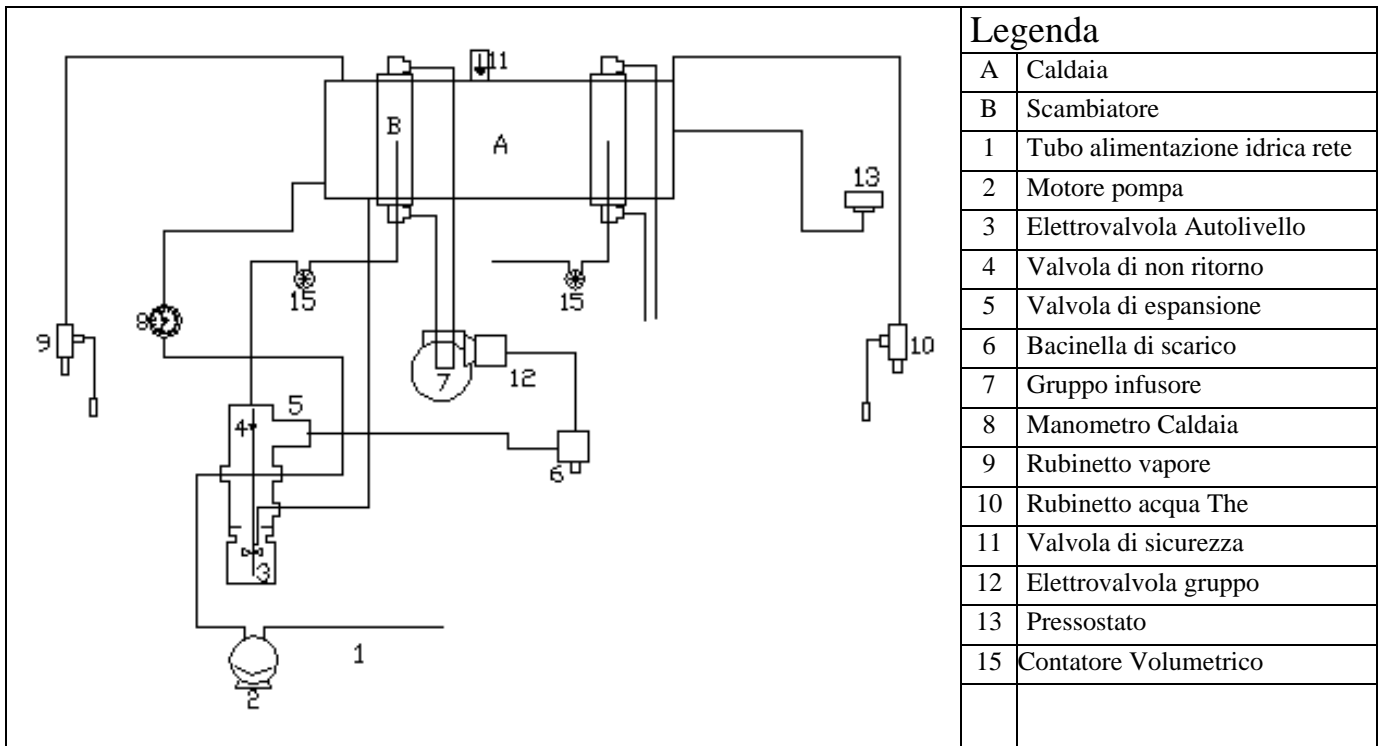 11
B
A
13
15
15
8
9
10
7
12
5
4
6
3
1
2
Legenda
A Caldaia
B Scambiatore
1 Tubo alimentazione idrica rete
2 Motore pompa
3 Elettrovalvola Autolivello
4 Valvola di non ritorno
5 Valvola di espansione
6 Bacinella di scarico
7 Gruppo infusore
8 Manometro Caldaia
9 Rubinetto vapore
10 Rubinetto acqua The
11 Valvola di sicurezza
12 Elettrovalvola gruppo
13 Pressostato
15 Contatore Volumetrico